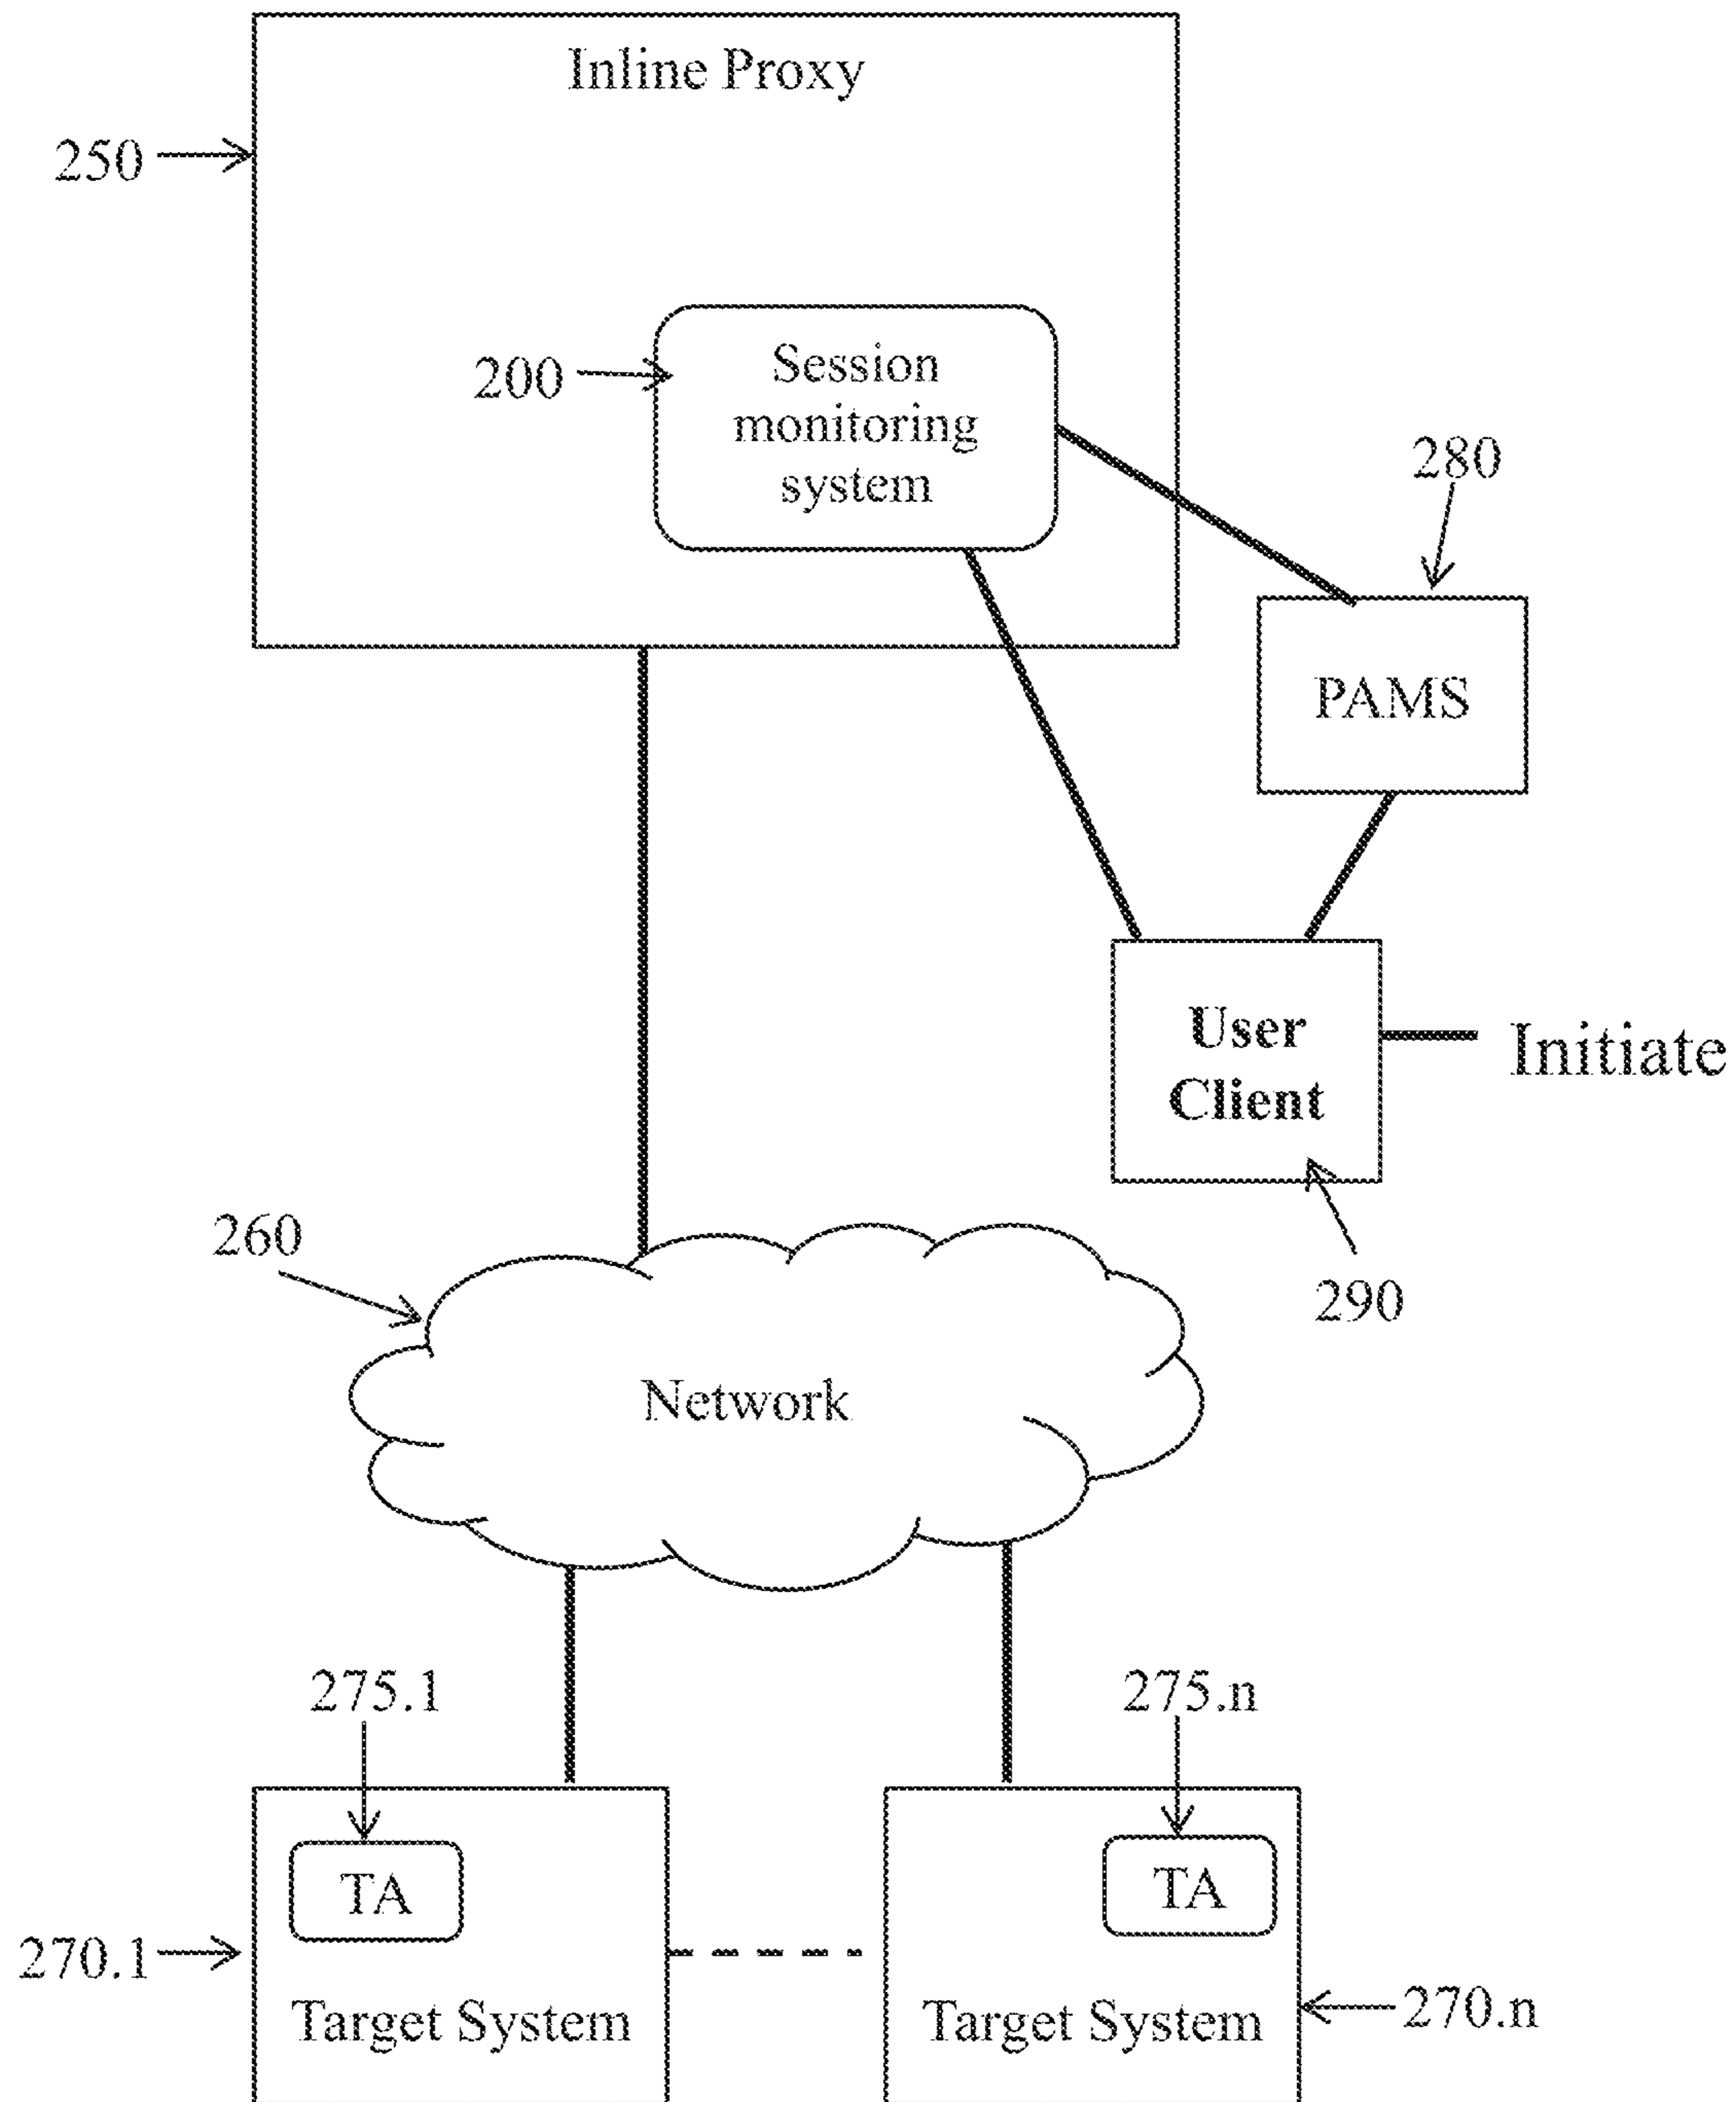 Inline Proxy
250
200
Session
monitoring
system
280
PAMS
User
Client
Initiate
260
290
Network
275.1
275.n
TA
TA
270.1
Target System
Target System
270.n